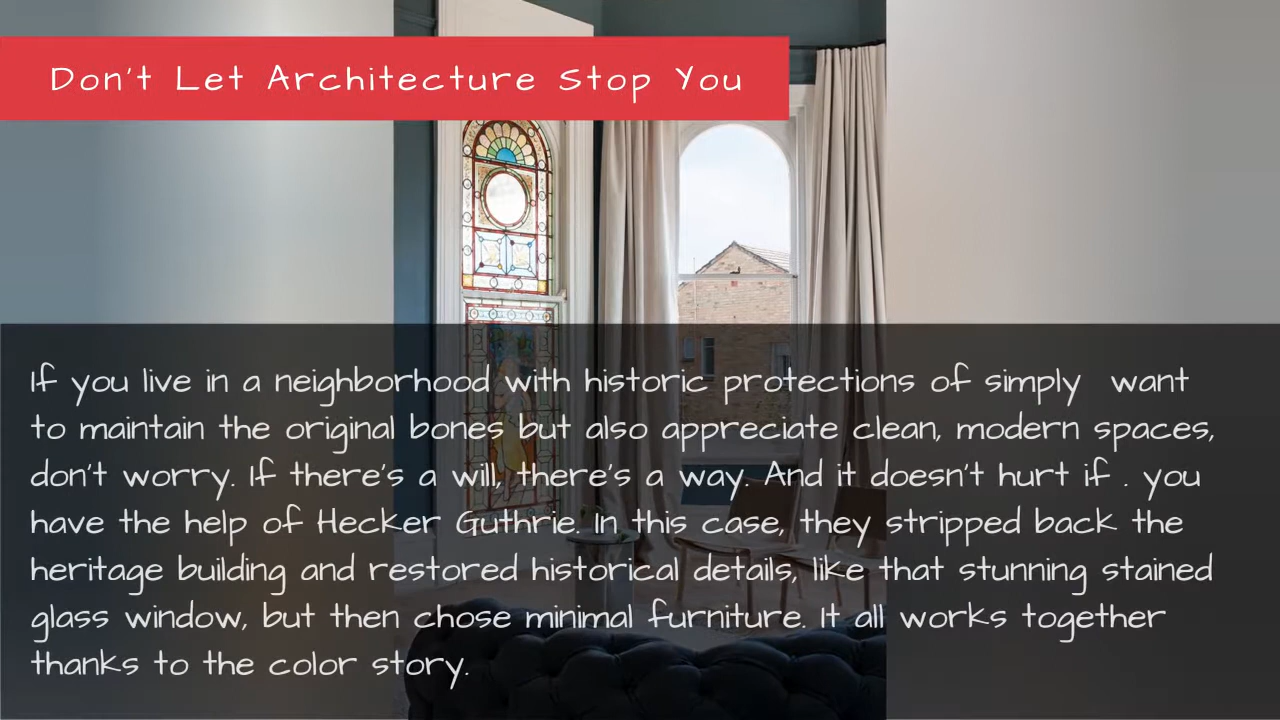 Don't Let Architecture Stop You
If you live in a neighborhood with historic protections of simply want
to maintain the original bones but also appreciate clean, modern spaces,
don't worry. If there's a will, there's a way. And it doesn't hurt if . you
have the help of Hecker Guthrie. In this case, they stripped back the
heritage building and restored historical details, like that stunning stained
glass window, but then chose minimal furniture. It all works together
thanks to the color story.